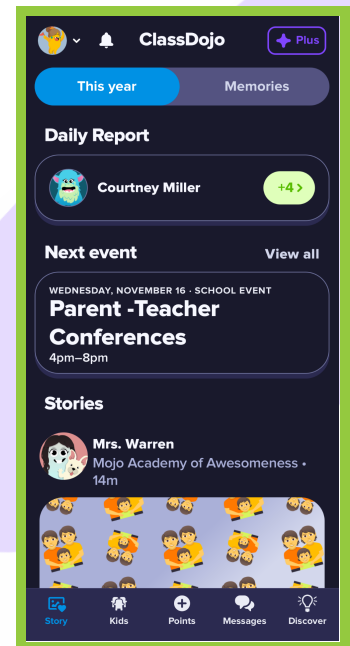 ClassDojo
Plus
This year
Memories
Daily Report
Courtney Miller
+4 >
Next event
View all
WEDNESDAY, NOVEMBER 16 · SCHOOL EVENT
Parent -Teacher
Conferences
4pm–8pm
Stories
Mrs. Warren
Mojo Academy of Awesomeness •
14m
Story
Kids
Points
Messages
Discover